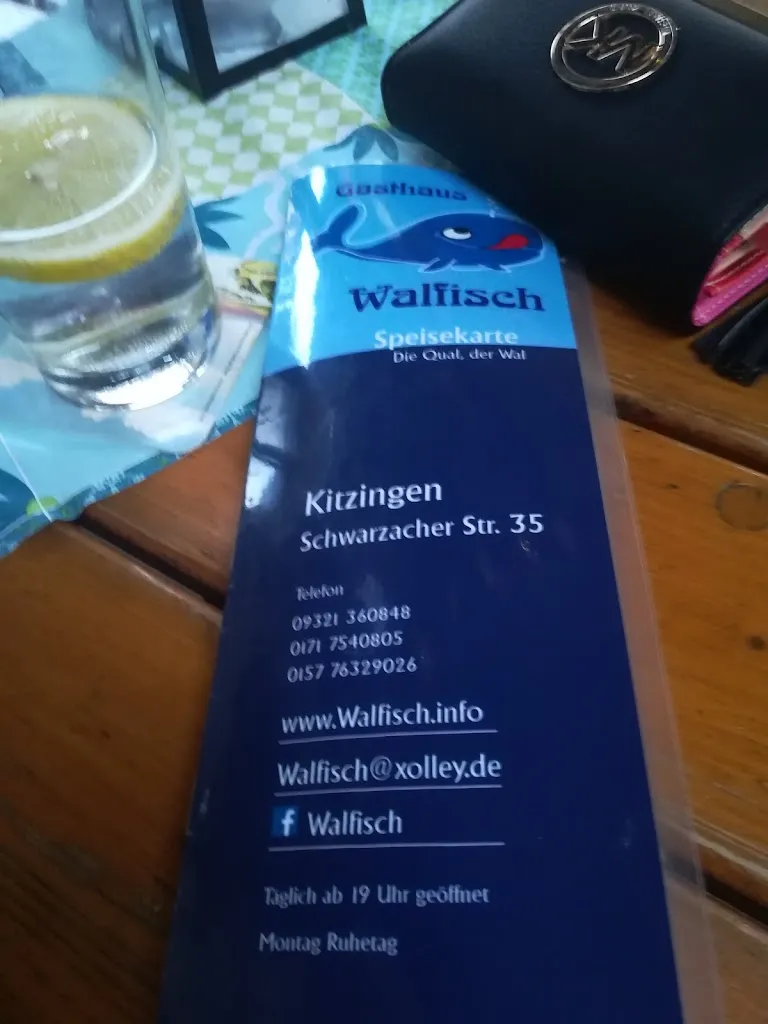 Gasthaus
Walfisch
Speisekarte
Die Qual, der Wal
Kitzingen
Schwarzacher Str. 35
Telefon
09321 360848
0171 7540805
0157 76329026
www.Walfisch.info
Walfisch@xolley.de
f Walfisch
Täglich ab 19 Uhr geöffnet
Montag Ruhetag
MK